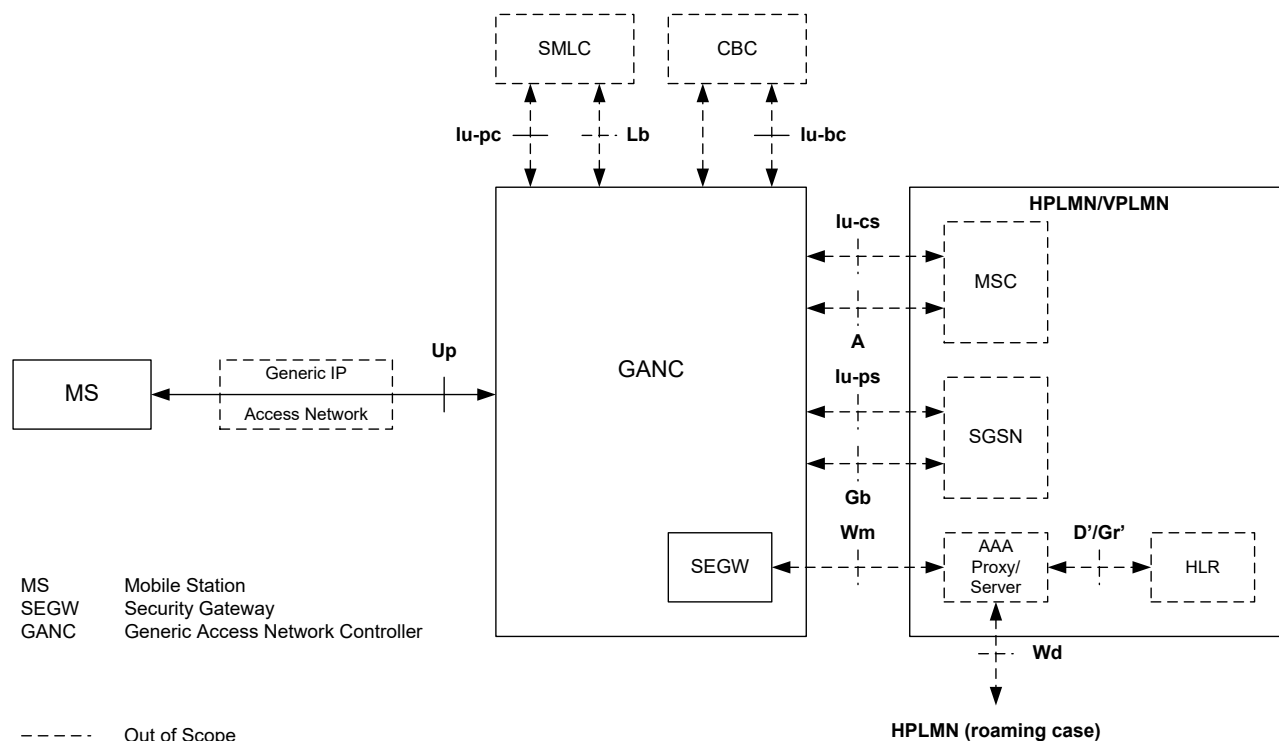 SMLC
CBC
Iu-pc
Lb
Iu-bc
HPLMN/VPLMN
Iu-cs
MSC
A
Up
GANC
MS
Generic IP
Access Network
Iu-ps
SGSN
Gb
Wm
D’/Gr’
SEGW
AAA
Proxy/
Server
HLR
MS Mobile Station
SEGW Security Gateway
GANC Generic Access Network Controller
Wd
Out of Scope
HPLMN (roaming case)